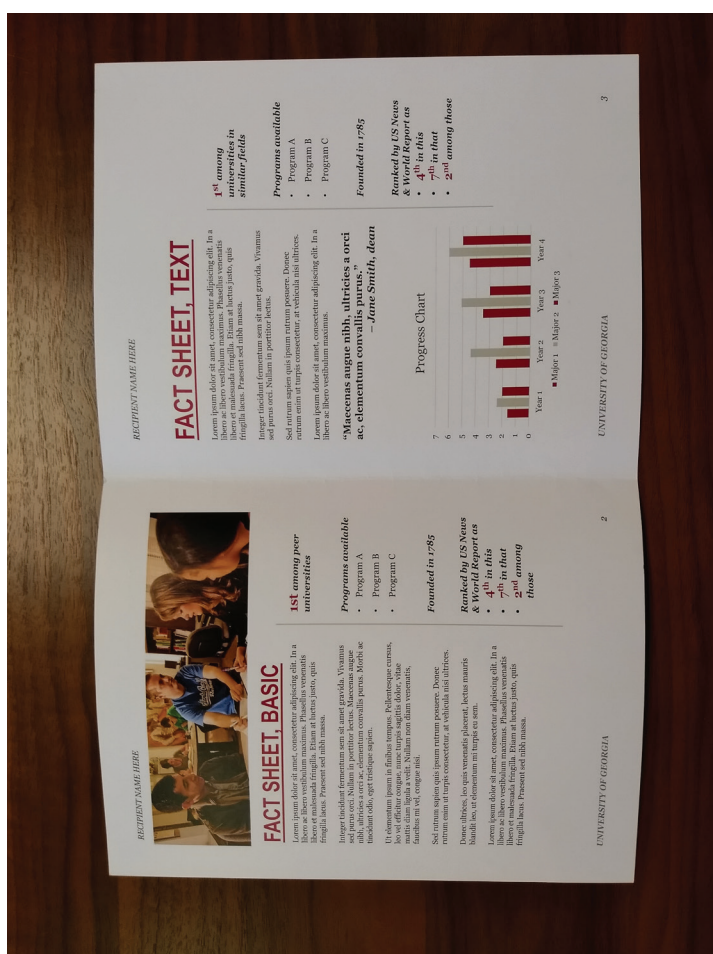 RECIPIENT NAME HERE
FACT SHEET, BASIC
Lorem ipsum dolor sit amet, consectetur adipiscing elit. In a
libero ac libero vestibulum maximus. Phasellus venenatis
libero et malesuada fringilla. Etiam at luctus justo, quis
fringilla lacus. Praesent sed nibh massa.
Integer tincidunt fermentum sem sit amet gravida. Vivamus
sed purus orci. Nullam in porttitor lectus. Maecenas augue
nibh, ultricies a orci ac, elementum convallis purus. Morbi ac
tincidunt odio, eget tristique sapien.
Ut elementum ipsum in finibus tempus. Pellentesque cursus,
leo vel efficitur congue, nunc turpis sagittis dolor, vitae
mattis diam ligula a velit. Nullam non diam venenatis,
faucibus mi vel, congue nisi.
Sed rutrum sapien quis ipsum rutrum posuere. Donec
rutrum enim ut turpis consectetur, at vehicula nisi ultrices.
Donec ultrices, leo quis venenatis placerat, lectus mauris
blandit leo, ut elementum mi turpis eu sem.
Lorem ipsum dolor sit amet, consectetur adipiscing elit. In a
libero ac libero vestibulum maximus. Phasellus venenatis
libero et malesuada fringilla. Etiam at luctus justo, quis
fringilla lacus. Praesent sed nibh massa.
1st among peer
universities
Programs available
• Program A
• Program B
• Program C
Founded in 1785
Ranked by US News
& World Report as
• 4th in this
• 7th in that
• 2nd among
those
UNIVERSITY OF GEORGIA
2
RECIPIENT NAME HERE
FACT SHEET, TEXT
Lorem ipsum dolor sit amet, consectetur adipiscing elit. In a
libero ac libero vestibulum maximus. Phasellus venenatis
libero et malesuada fringilla. Etiam at luctus justo, quis
fringilla lacus. Praesent sed nibh massa.
Integer tincidunt fermentum sem sit amet gravida. Vivamus
sed purus orci. Nullam in porttitor lectus.
Sed rutrum sapien quis ipsum rutrum posuere. Donec
rutrum enim ut turpis consectetur, at vehicula nisi ultrices.
Lorem ipsum dolor sit amet, consectetur adipiscing elit. In a
libero ac libero vestibulum maximus.
“Maecenas augue nibh, ultricies a orci
ac, elementum convallis purus.”
– Jane Smith, dean
Progress Chart
7
6
5
4
3
2
1
0
Year 1 Year 2 Year 3 Year 4
Major 1 Major 2 Major 3
1st among
universities in
similar fields
Programs available
• Program A
• Program B
• Program C
Founded in 1785
Ranked by US News
& World Report as
• 4th in this
• 7th in that
• 2nd among those
UNIVERSITY OF GEORGIA
3